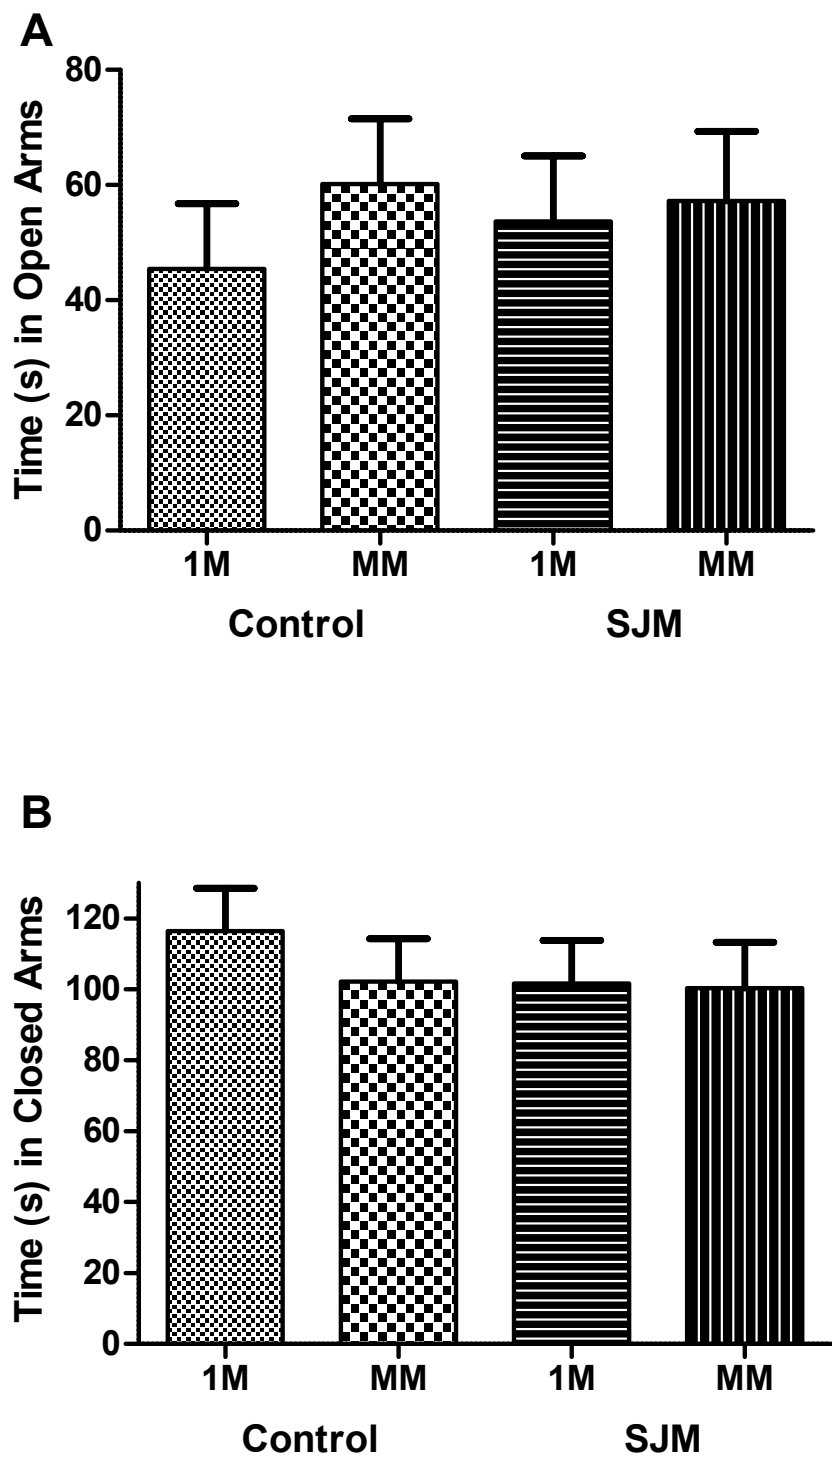 A
Time (s) in Open Arms
80
60
40
20
0
1M MM 1M MM
Control SJM
B
Time (s) in Closed Arms
120
100
80
60
40
20
0
1M MM 1M MM
Control SJM